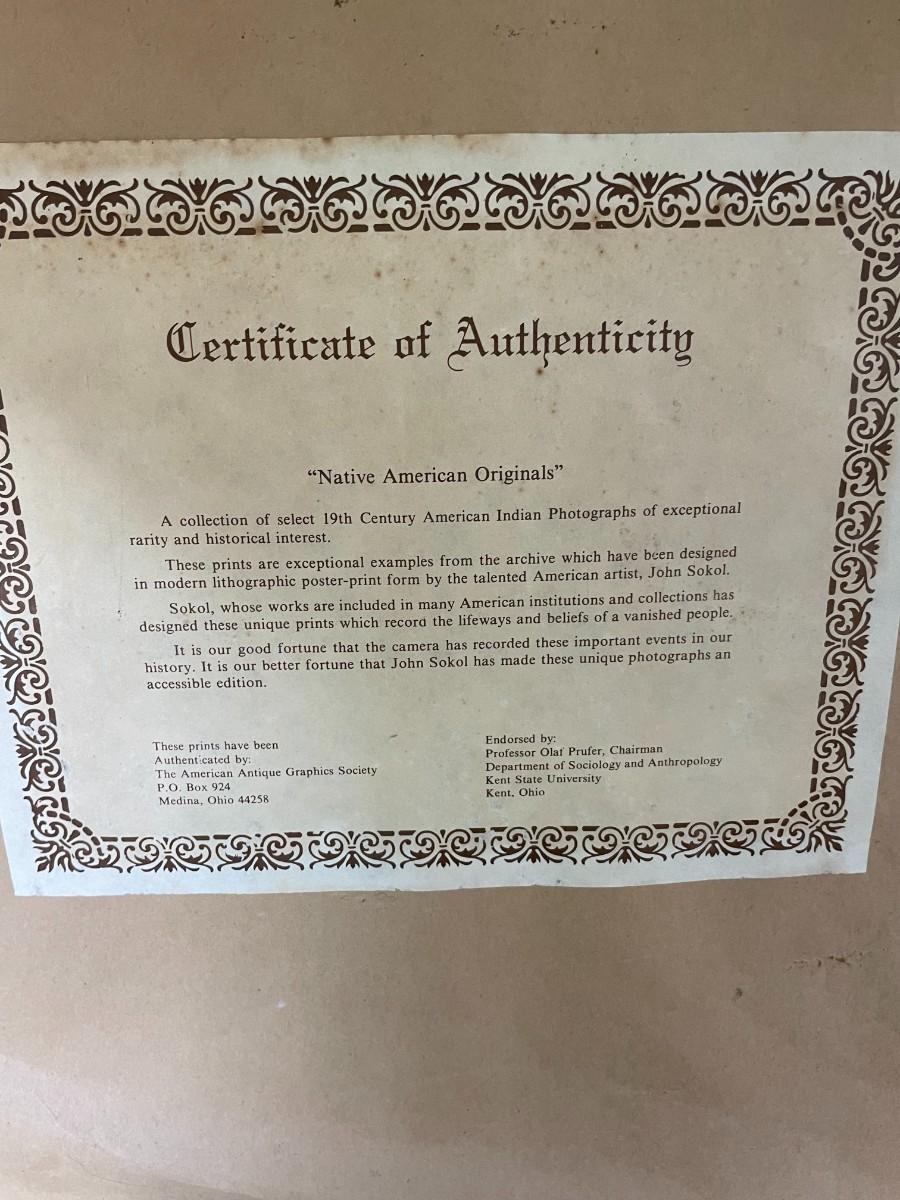 Certificate of Authenticity
“Native American Originals”
A collection of select 19th Century American Indian Photographs of exceptional
rarity and historical interest.
These prints are exceptional examples from the archive which have been designed
in modern lithographic poster-print form by the talented American artist, John Sokol.
Sokol, whose works are included in many American institutions and collections has
designed these unique prints which record the lifeways and beliefs of a vanished people.
It is our good fortune that the camera has recorded these important events in our
history. It is our better fortune that John Sokol has made these unique photographs an
accessible edition.
These prints have been
Authenticated by:
The American Antique Graphics Society
P.O. Box 924
Medina, Ohio 44258
Endorsed by:
Professor Olaf Prufer, Chairman
Department of Sociology and Anthropology
Kent State University
Kent, Ohio